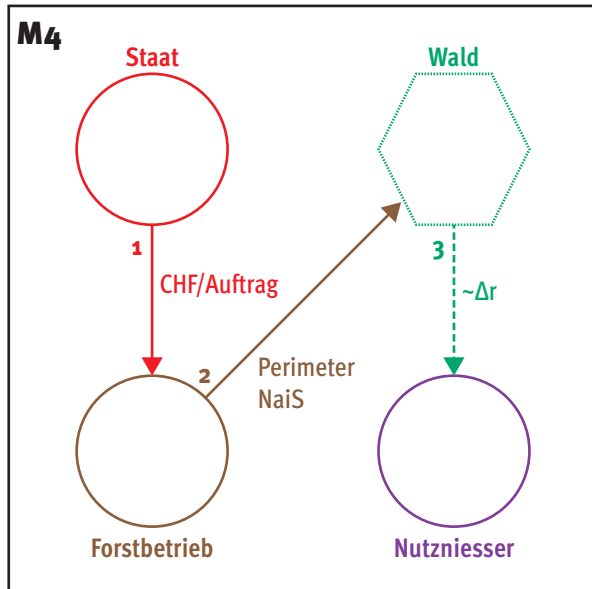 M4
Staat
Wald
1
3
CHF/Auftrag
~Δr
2
Perimeter
NaiS
Forstbetrieb
Nutzniesser